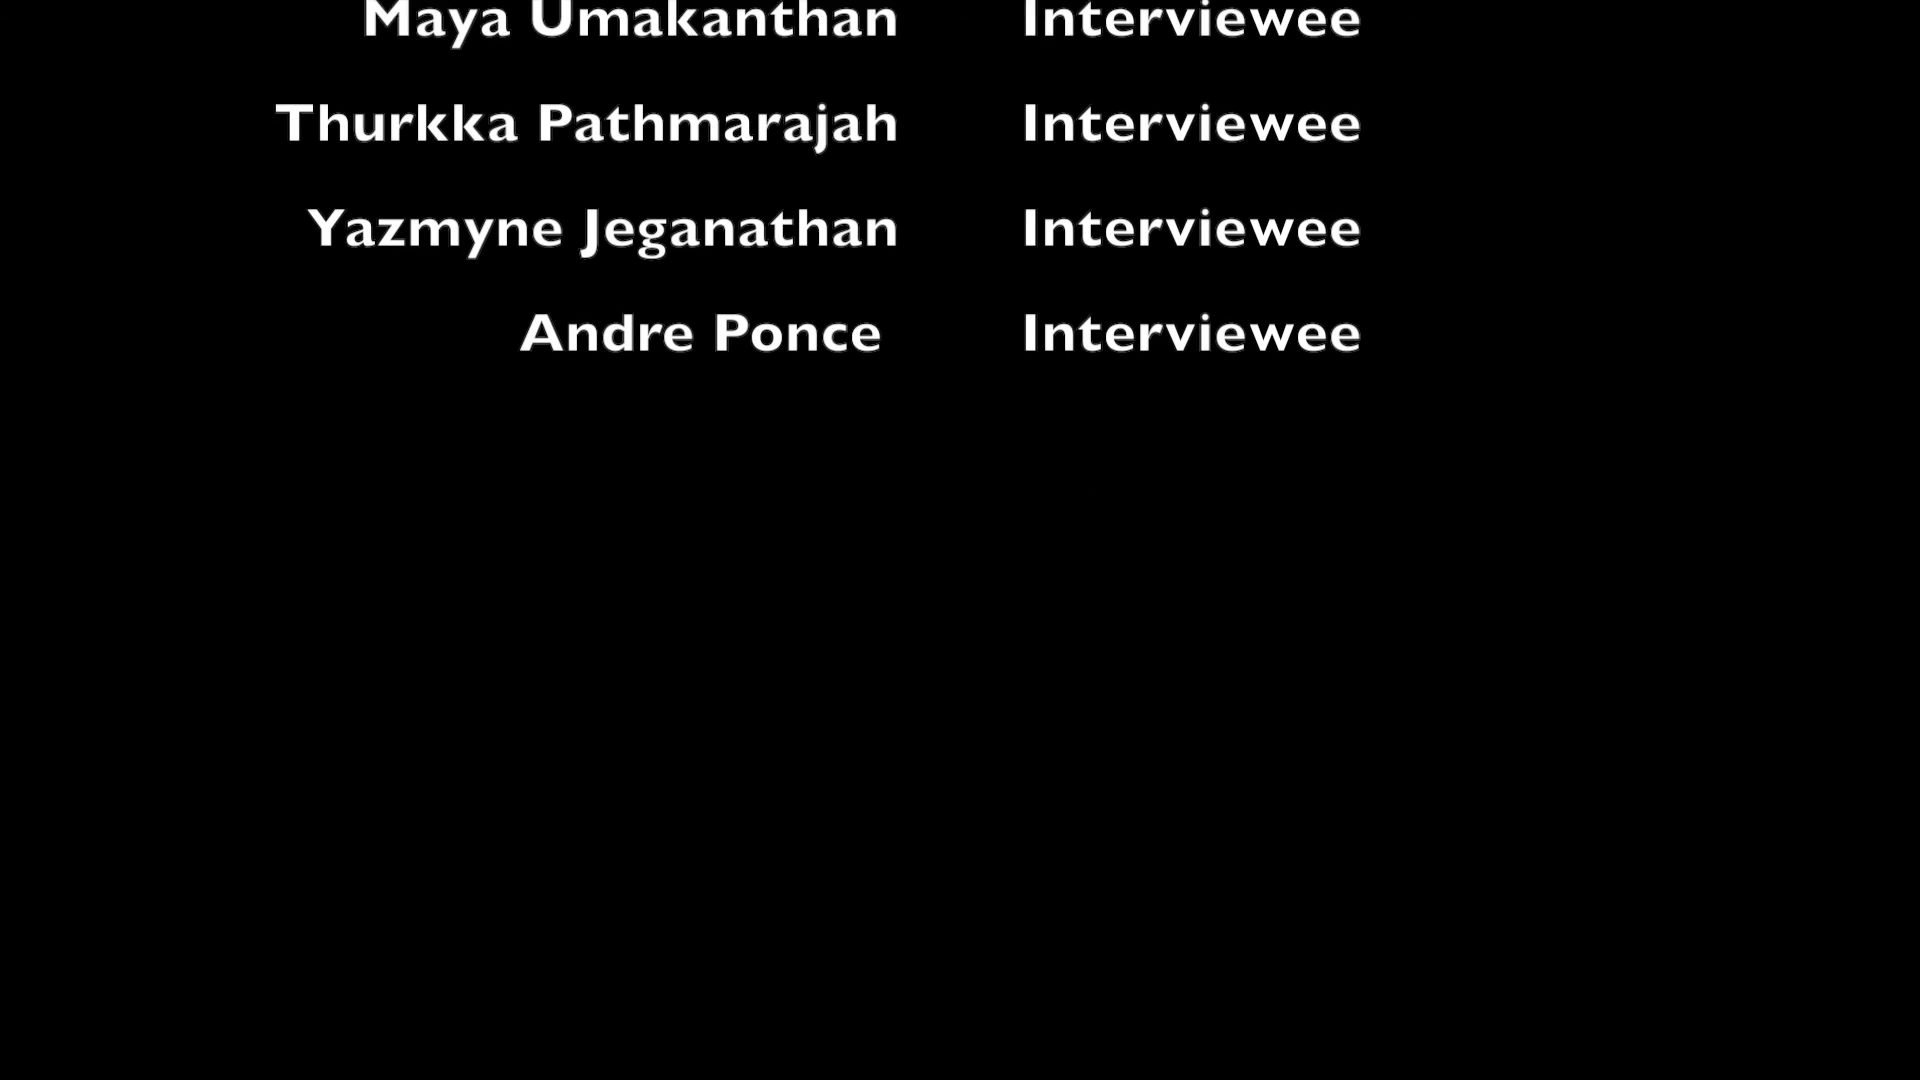 Maya Umakanthan Interviewee
Thurkka Pathmarajah Interviewee
Yazmyne Jeganathan Interviewee
Andre Ponce Interviewee